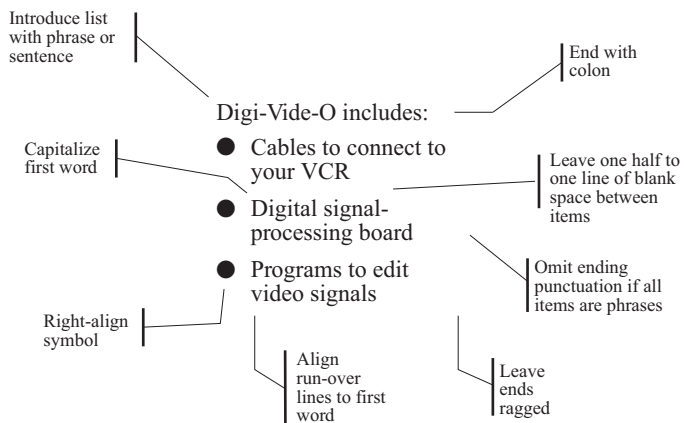 Introduce list
with phrase or
sentence
End with
colon
Digi-Vide-O includes:
● Cables to connect to
your VCR
Capitalize
first word
Leave one half to
one line of blank
space between
items
● Digital signal-
processing board
● Programs to edit
video signals
Omit ending
punctuation if all
items are phrases
Right-align
symbol
Align
run-over
lines to first
word
Leave
ends
ragged